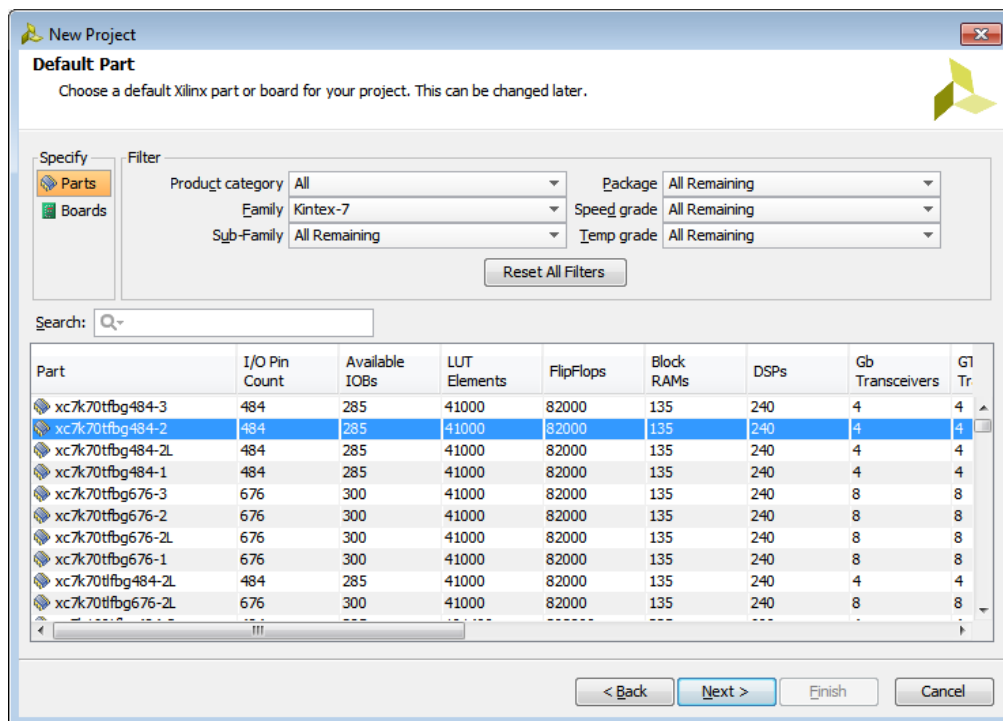 New Project
Default Part
Choose a default Xilinx part or board for your project. This can be changed later.
Specify Filter
Parts Product category All Package All Remaining
Boards Family Kintex-7 Speed grade All Remaining
Sub-Family All Remaining Temp grade All Remaining
Reset All Filters
Search:
Part I/O Pin Count Available IOBs LUT Elements FlipFlops Block RAMs DSPs Gb Transceivers
xc7k70tfbg484-3 484 285 41000 82000 135 240 4 4
xc7k70tfbg484-2 484 285 41000 82000 135 240 4 4
xc7k70tfbg484-2L 484 285 41000 82000 135 240 4 4
xc7k70tfbg484-1 484 285 41000 82000 135 240 4 4
xc7k70tfbg676-3 676 300 41000 82000 135 240 8 8
xc7k70tfbg676-2 676 300 41000 82000 135 240 8 8
xc7k70tfbg676-2L 676 300 41000 82000 135 240 8 8
xc7k70tfbg676-1 676 300 41000 82000 135 240 8 8
xc7k70tlfbg484-2L 484 285 41000 82000 135 240 4 4
xc7k70tlfbg676-2L 676 300 41000 82000 135 240 8 8
< Back Next > Finish Cancel